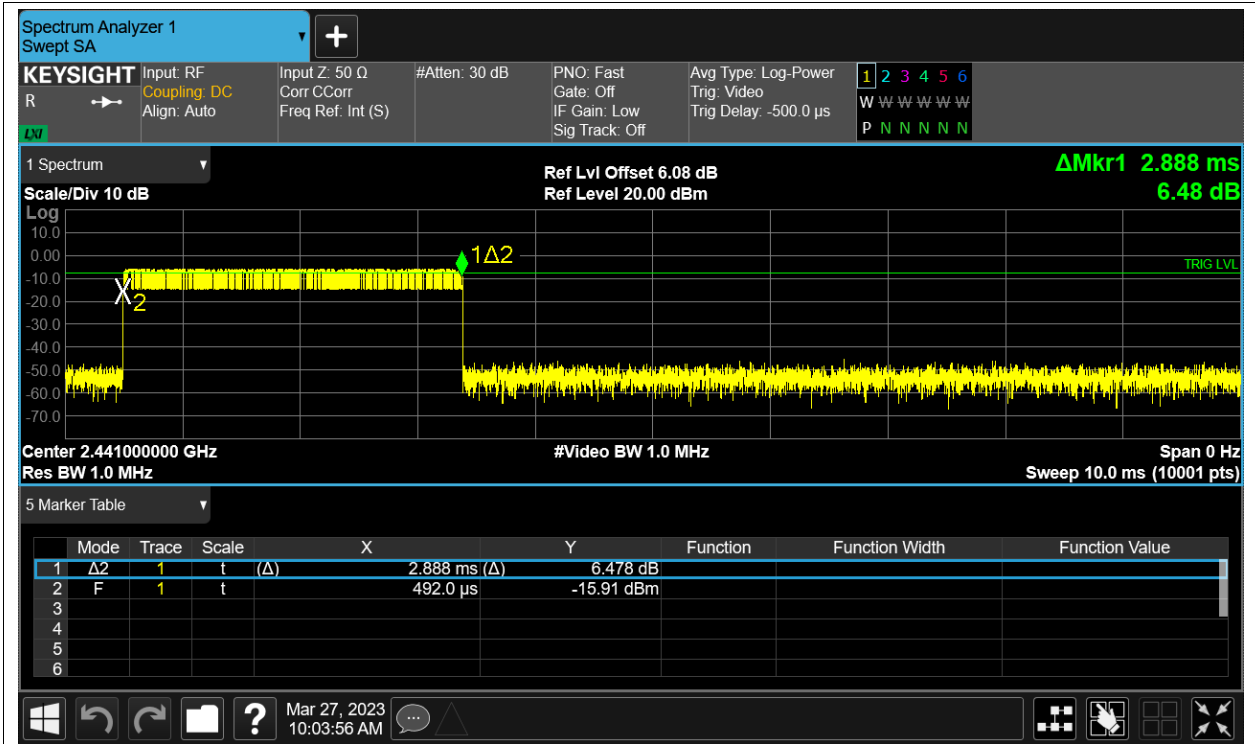 Spectrum Analyzer 1
Swept SA
+
KEYSIGHT
R
LXI
Input: RF
Coupling: DC
Align: Auto
Input Z: 50 Ω
Corr CCorr
Freq Ref: Int (S)
#Atten: 30 dB
PNO: Fast
Gate: Off
IF Gain: Low
Sig Track: Off
Avg Type: Log-Power
Trig: Video
Trig Delay: -500.0 µs
1 2 3 4 5 6
W W W W W W
P N N N N N
1 Spectrum
Scale/Div 10 dB
Ref Lvl Offset 6.08 dB
Ref Level 20.00 dBm
ΔMkr1 2.888 ms
6.48 dB
Log
10.0
0.00
-10.0
-20.0
-30.0
-40.0
-50.0
-60.0
-70.0
1Δ2
TRIG LVL
X2
Center 2.441000000 GHz
#Video BW 1.0 MHz
Span 0 Hz
Res BW 1.0 MHz
Sweep 10.0 ms (10001 pts)
5 Marker Table
Mode Trace Scale X Y Function Function Width Function Value
1 Δ2 1 t (Δ) 2.888 ms (Δ) 6.478 dB
2 F 1 t 492.0 µs -15.91 dBm
3
4
5
6
?
Mar 27, 2023
10:03:56 AM